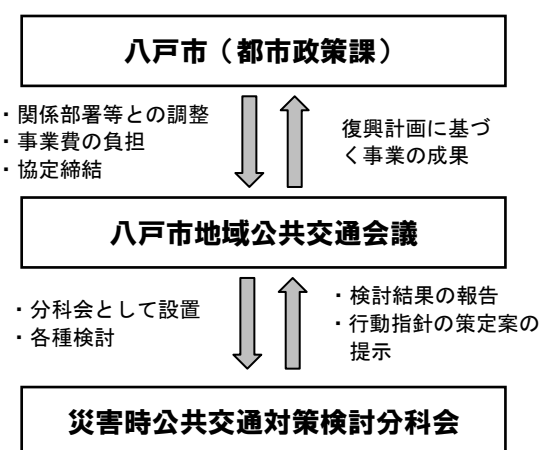 八戸市（都市政策課）
・関係部署等との調整
・事業費の負担
・協定締結
復興計画に基づ
く事業の成果
八戸市地域公共交通会議
・分科会として設置
・各種検討
・検討結果の報告
・行動指針の策定案の
提示
災害時公共交通対策検討分科会